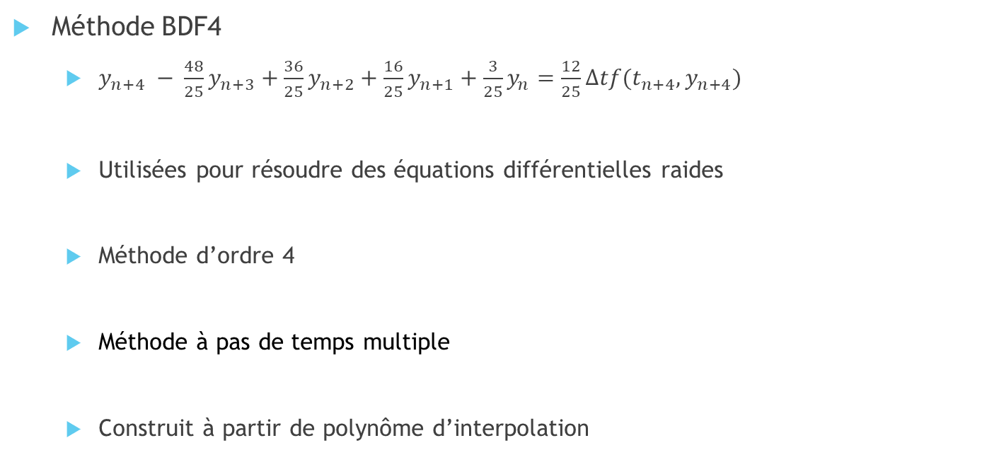 Méthode BDF4
y_{n+4} − \frac{48}{25} y_{n+3} + \frac{36}{25} y_{n+2} + \frac{16}{25} y_{n+1} + \frac{3}{25} y_n = \frac{12}{25} Δtf(t_{n+4}, y_{n+4})
Utilisées pour résoudre des équations différentielles raides
Méthode d’ordre 4
Méthode à pas de temps multiple
Construit à partir de polynôme d’interpolation